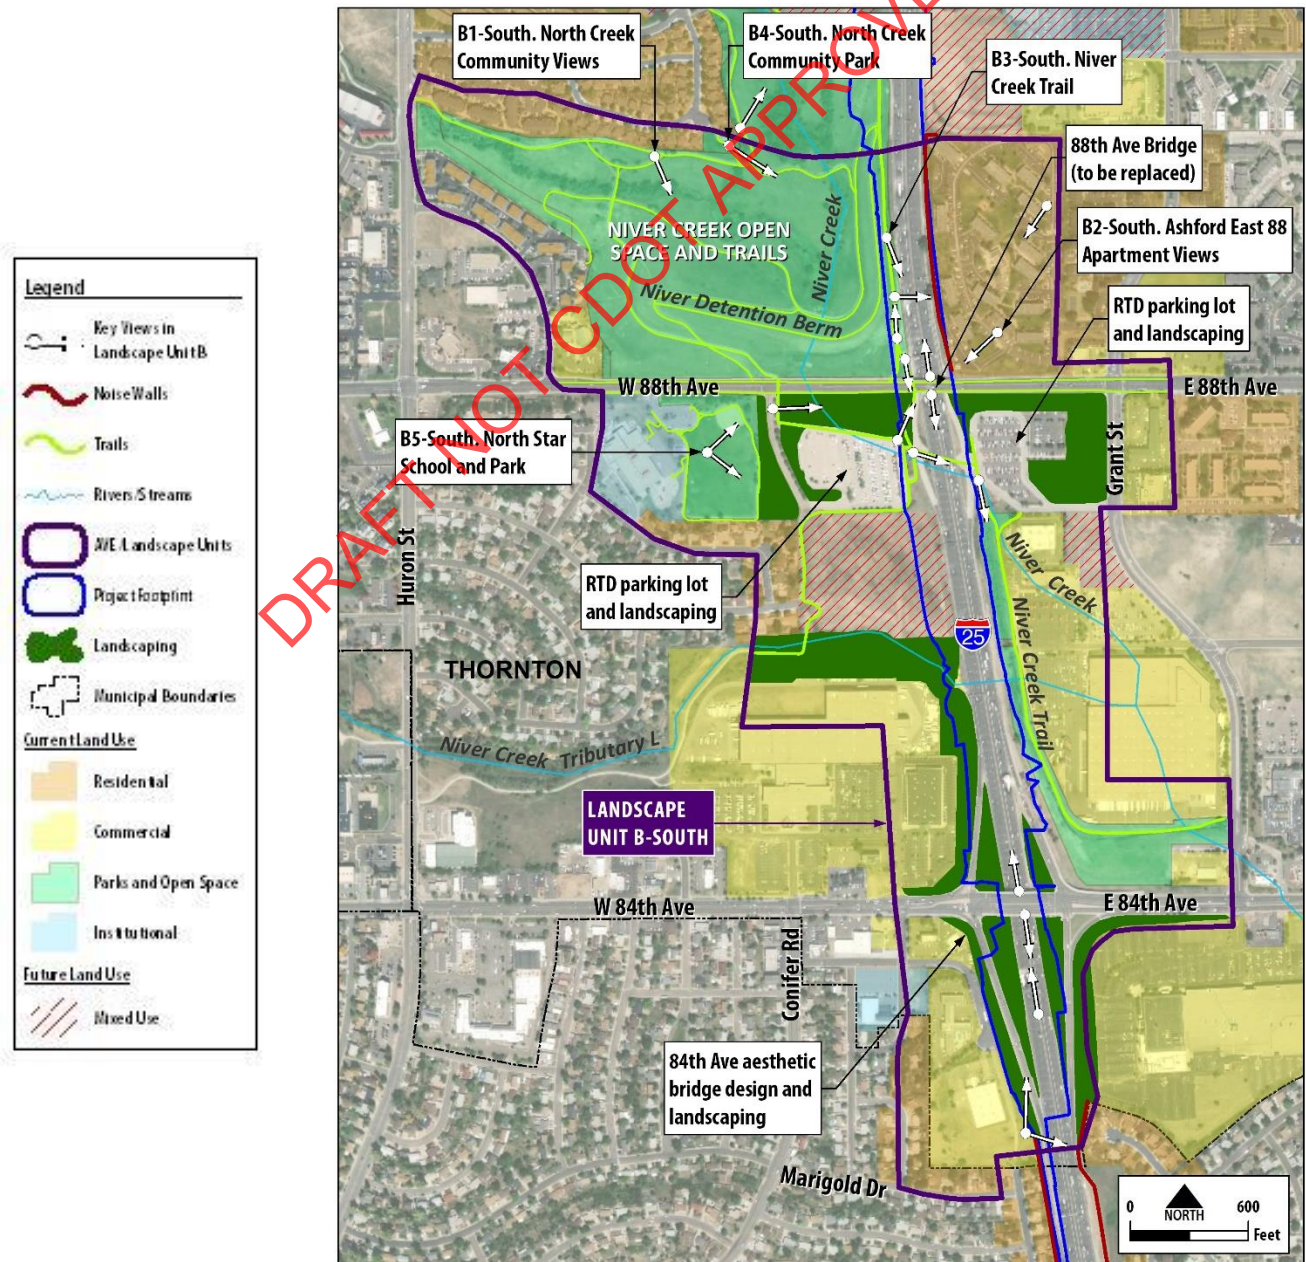 B1-South. North Creek
Community Views
B4-South. North Creek
Community Park
B3-South. Niver
Creek Trail
88th Ave Bridge
(to be replaced)
B2-South. Ashford East 88
Apartment Views
RTD parking lot
and landscaping
NIVER CREEK OPEN
SPACE AND TRAILS
Niver Creek
Niver Detention Berm
W 88th Ave
E 88th Ave
B5-South. North Star
School and Park
Grant St
Huron St
RTD parking lot
and landscaping
Niver Creek
25
Niver Creek Trail
THORNTON
Niver Creek Tributary L
LANDSCAPE
UNIT B-SOUTH
W 84th Ave
E 84th Ave
Conifer Rd
84th Ave aesthetic
bridge design and
landscaping
Marigold Dr
0 600
NORTH
Feet
DRAFT NOT CDOT APPROVE
Legend
Key Views in
Landscape Unit B
Noise Walls
Trails
Rivers/Streams
AVE /Landscape Units
Project Footprint
Landscaping
Municipal Boundaries
Current Land Use
Residential
Commercial
Parks and Open Space
Institutional
Future Land Use
Mixed Use